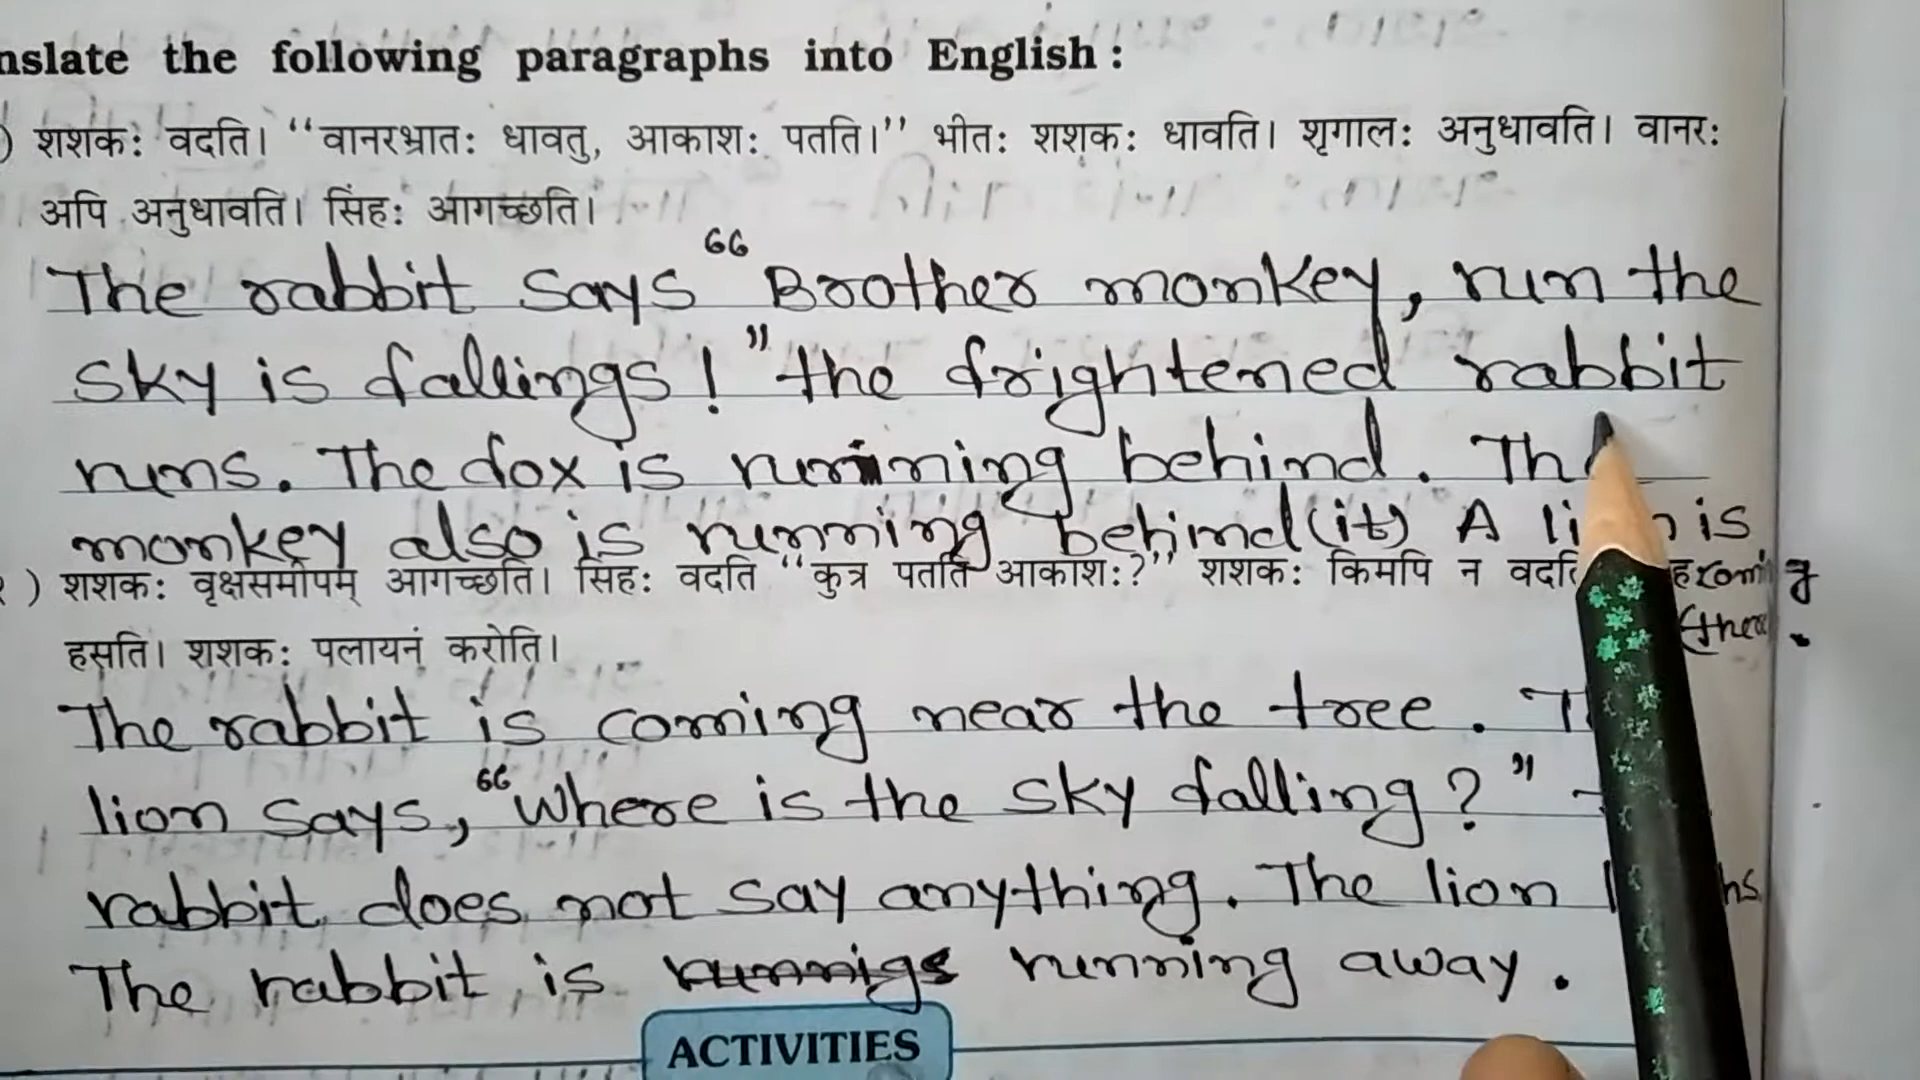 nslate the following paragraphs into English :
) शशकः वदति। “वानरभ्रातः धावतु, आकाशः पतति।” भीतः शशकः धावति। शृगालः अनुधावति। वानरः
अपि अनुधावति। सिंहः आगच्छति।
The rabbit says “Brother monkey, run the
sky is fallings ! ” the frightened rabbit
runs. The fox is running behind. The
monkey also is running behind (it) A is
) शशकः वृक्षसमीपम् आगच्छति। सिंहः वदति “कुत्र पतति आकाशः?” शशकः किमपि न वदति coming
हसति। शशकः पलायनं करोति।
The rabbit is coming near the tree.
lion says, “Where is the sky falling ? ”
rabbit does not say anything. The lion
The rabbit is running away.
ACTIVITIES